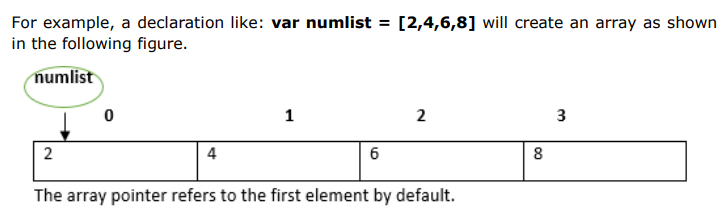 For example, a declaration like: var numlist = [2,4,6,8] will create an array as shown
in the following figure.
numlist
0 1 2 3
2 4 6 8
The array pointer refers to the first element by default.